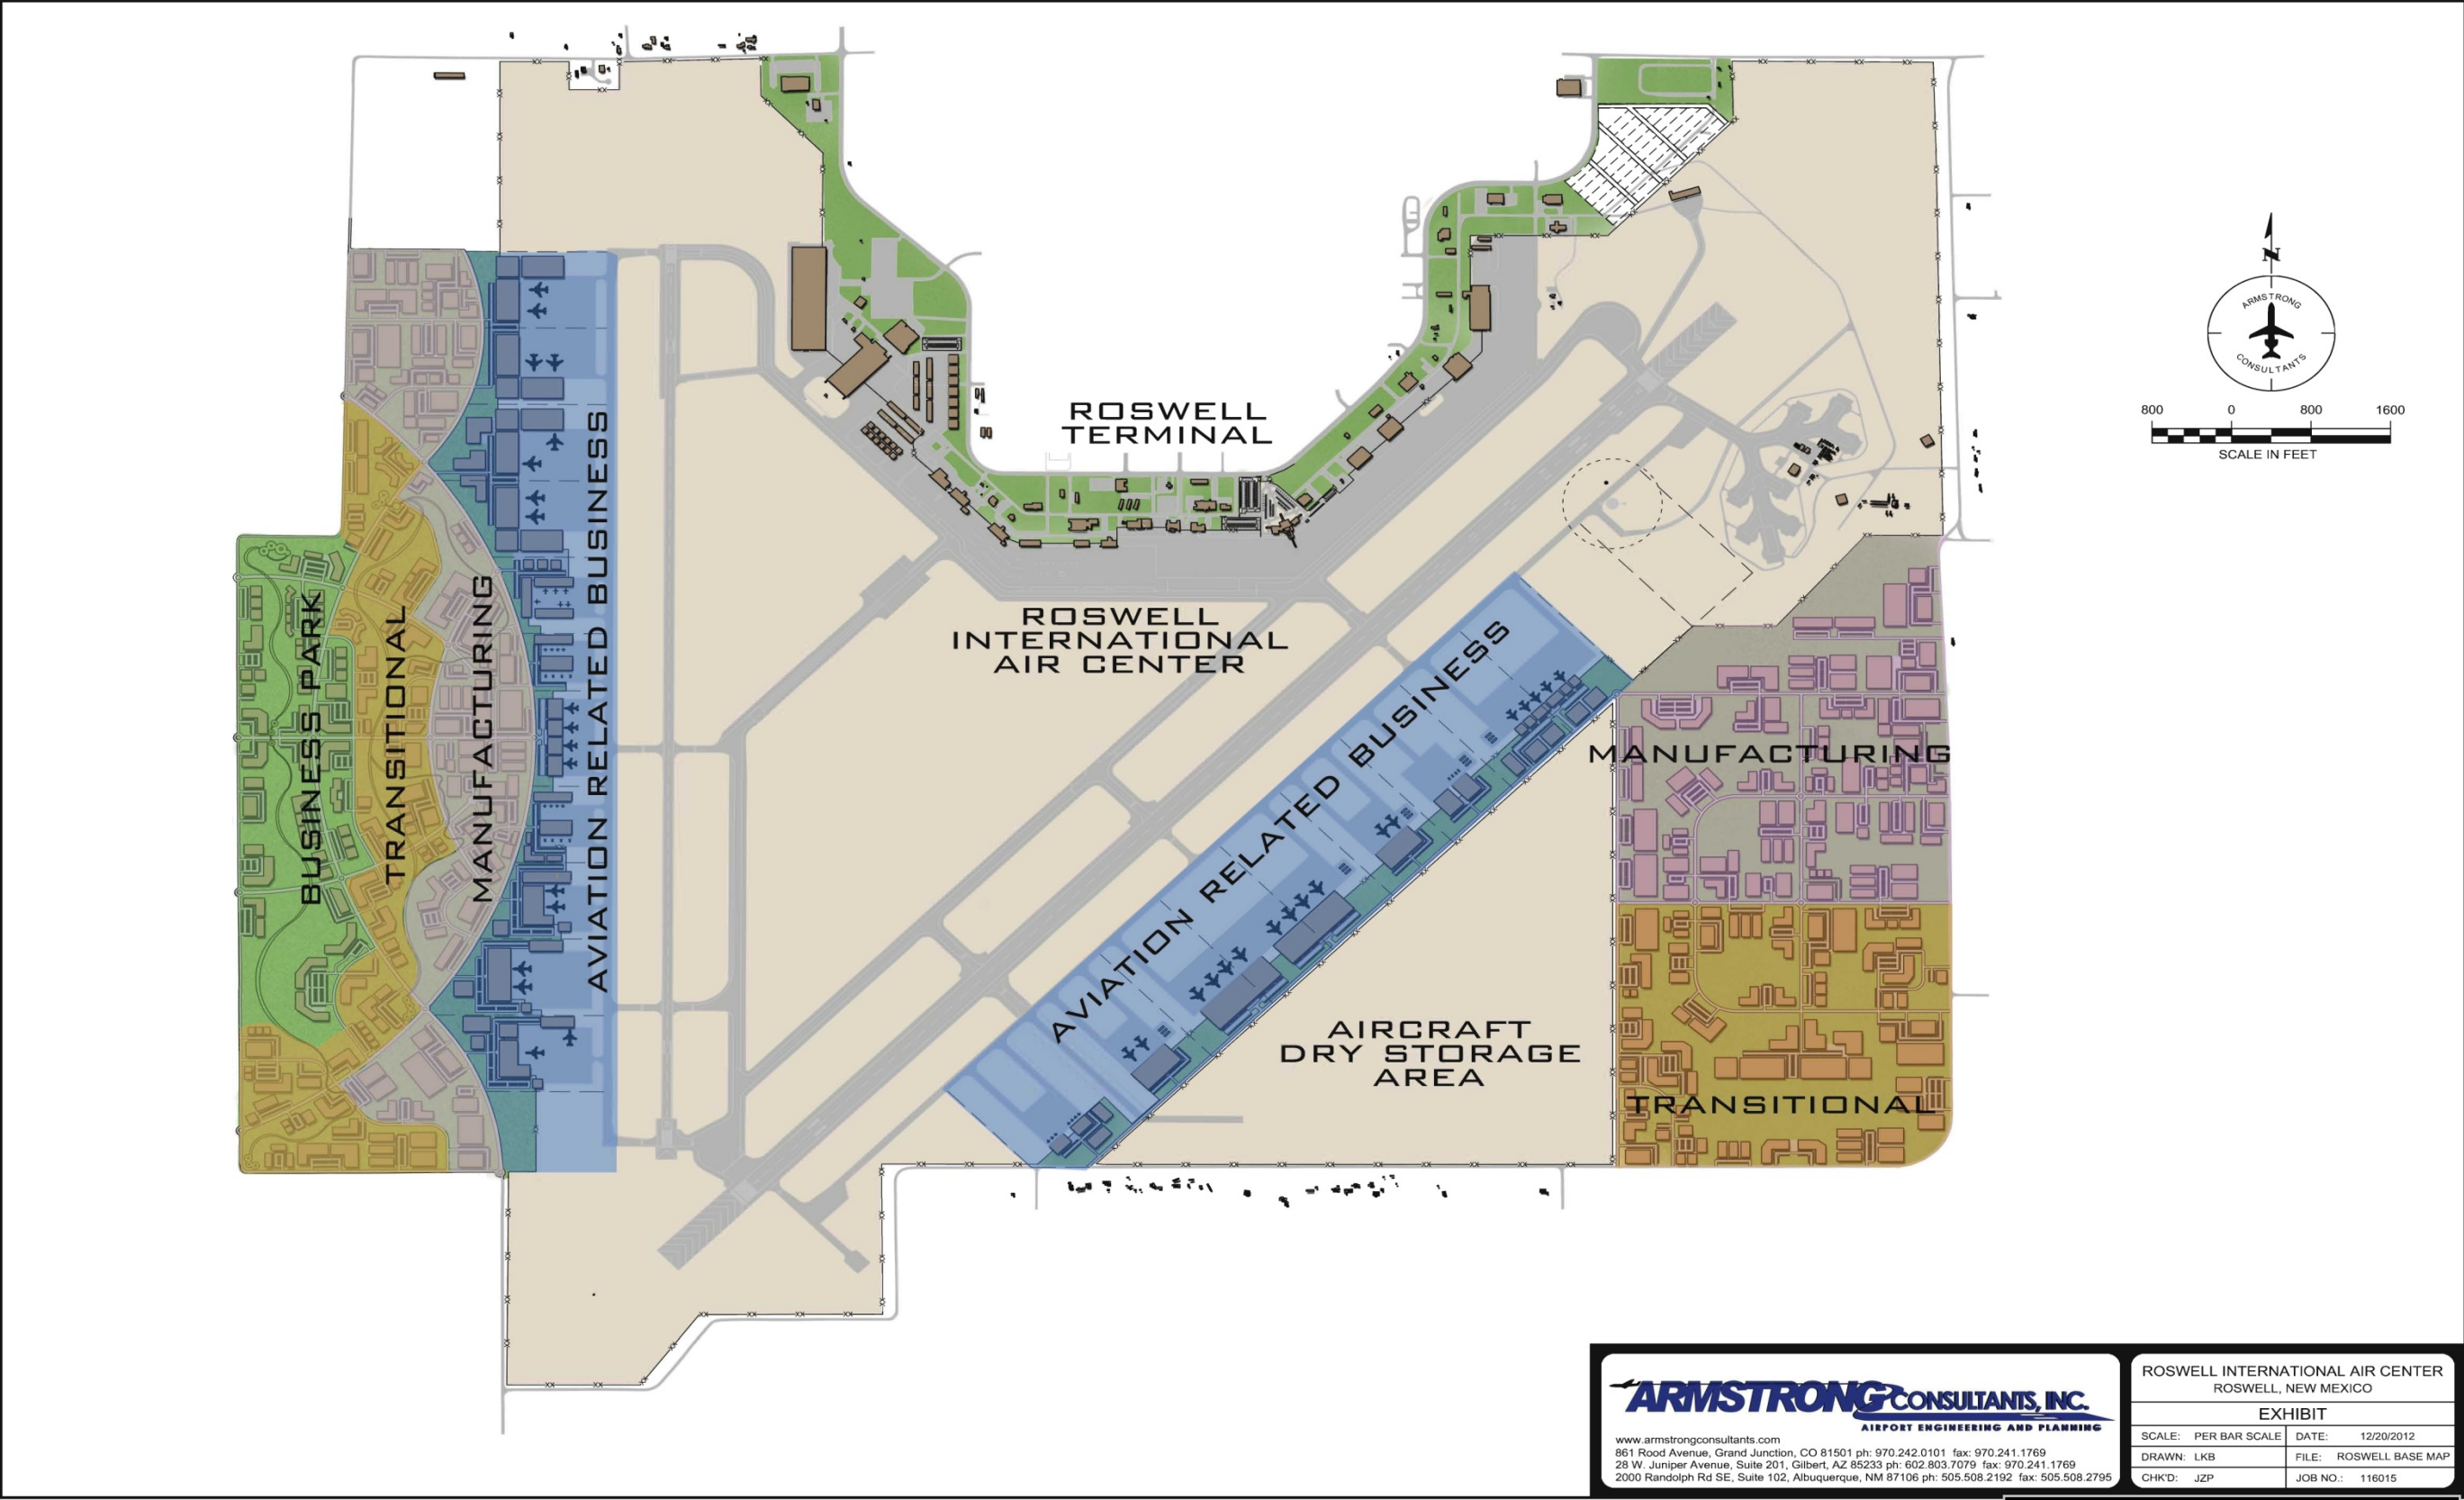 ROSWELL
TERMINAL
ROSWELL
INTERNATIONAL
AIR CENTER
BUSINESS PARK
TRANSITIONAL
MANUFACTURING
AVIATION RELATED BUSINESS
AVIATION RELATED BUSINESS
MANUFACTURING
AIRCRAFT
DRY STORAGE
AREA
TRANSITIONAL
N
ARMSTRONG
CONSULTANTS
800 0 800 1600
SCALE IN FEET
ARMSTRONG CONSULTANTS, INC.
AIRPORT ENGINEERING AND PLANNING
www.armstrongconsultants.com
861 Rood Avenue, Grand Junction, CO 81501 ph: 970.242.0101 fax: 970.241.1769
28 W. Juniper Avenue, Suite 201, Gilbert, AZ 85233 ph: 602.803.7079 fax: 970.241.1769
2000 Randolph Rd SE, Suite 102, Albuquerque, NM 87106 ph: 505.508.2192 fax: 505.508.2795
ROSWELL INTERNATIONAL AIR CENTER
ROSWELL, NEW MEXICO
EXHIBIT
SCALE: PER BAR SCALE DATE: 12/20/2012
DRAWN: LKB FILE: ROSWELL BASE MAP
CHK'D: JZP JOB NO.: 116015